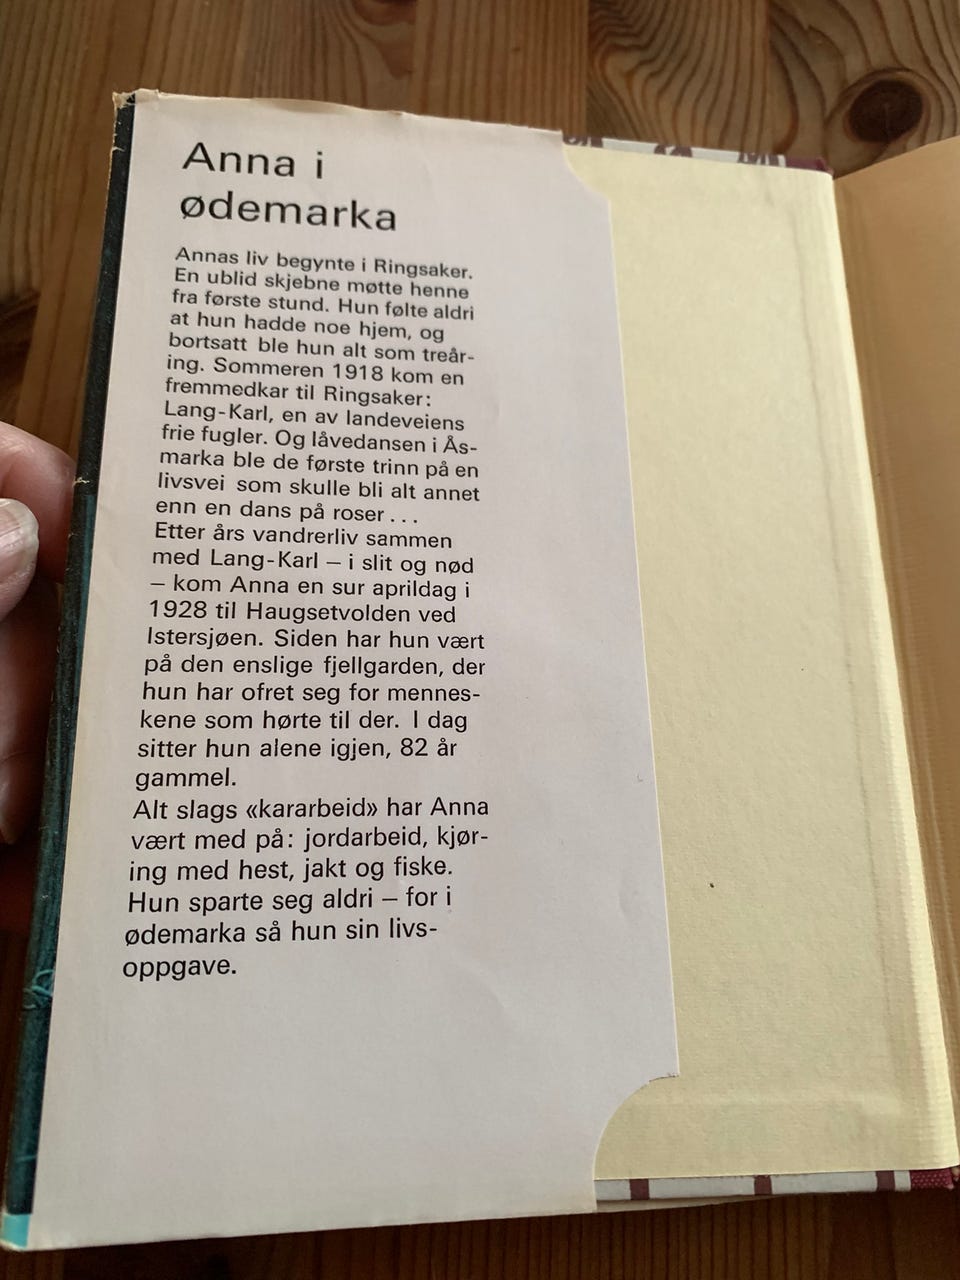 Anna i
ødemarka
Annas liv begynte i Ringsaker.
En ublid skjebne møtte henne
fra første stund. Hun følte aldri
at hun hadde noe hjem, og
bortsatt ble hun alt som treår-
ing. Sommeren 1918 kom en
fremmedkar til Ringsaker:
Lang-Karl, en av landeveiens
frie fugler. Og låvedansen i Ås-
marka ble de første trinn på en
livsvei som skulle bli alt annet
enn en dans på roser...
Etter års vandrerliv sammen
med Lang-Karl – i slit og nød
– kom Anna en sur aprildag i
1928 til Haugsetvolden ved
Istersjøen. Siden har hun vært
på den enslige fjellgarden, der
hun har ofret seg for mennes-
kene som hørte til der. I dag
sitter hun alene igjen, 82 år
gammel.
Alt slags «kararbeid» har Anna
vært med på: jordarbeid, kjør-
ing med hest, jakt og fiske.
Hun sparte seg aldri – for i
ødemarka så hun sin livs-
oppgave.